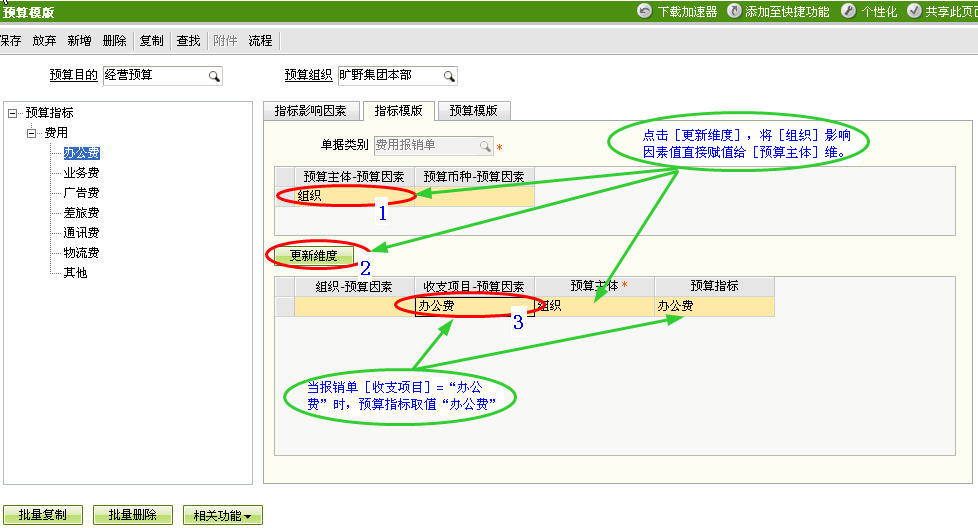 预算模版
下载加速器 添加至快捷功能 个性化 共享此页面
保存 放弃 新增 删除 复制 查找 附件 流程
预算目的 经营预算 预算组织 旷野集团本部
预算指标
费用
办公费
业务费
广告费
差旅费
通讯费
物流费
其他
指标影响因素 指标模版 预算模版
单据类别 费用报销单 *
点击［更新维度］，将［组织］影响
因素值直接赋值给［预算主体］维。
预算主体-预算因素 预算币种-预算因素
组织
1
更新维度
2
组织-预算因素 收支项目-预算因素 预算主体* 预算指标
办公费 组织 办公费
3
当报销单［收支项目］=“办公
费”时，预算指标取值“办公费”
批量复制 批量删除 相关功能